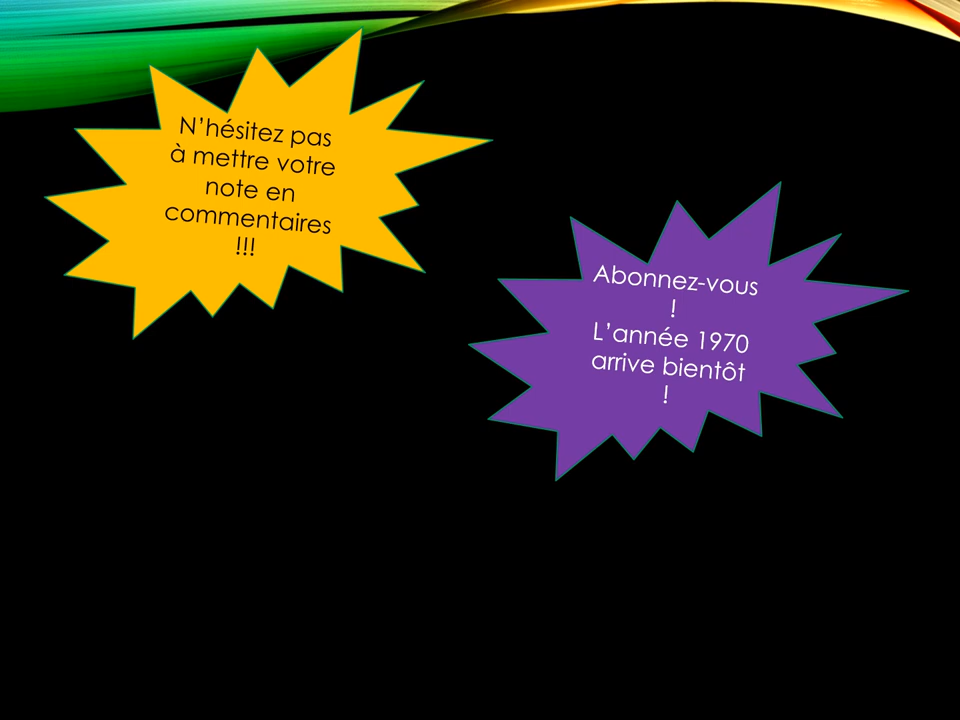 N’hésitez pas
à mettre votre
note en
commentaires
!!!
Abonnez-vous
!
L’année 1970
arrive bientôt
!